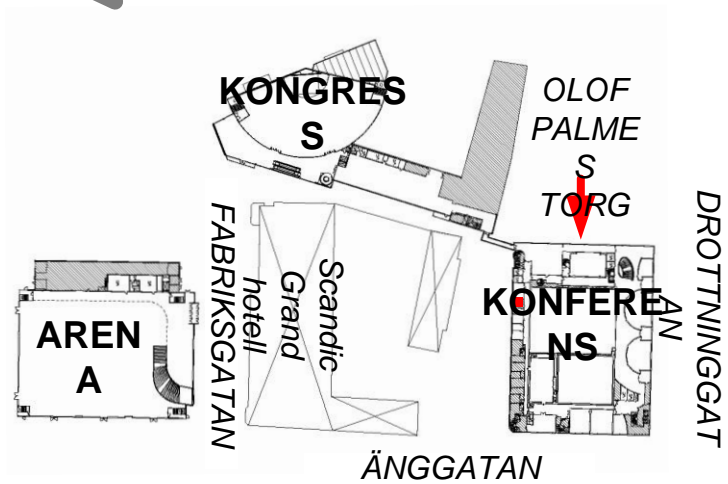 KONGRES
S
OLOF
PALME
S
TORG
DROTTNINGGAT
AN
FABRIKSGATAN
Scandic
Grand
hotell
KONFERE
NS
AREN
A
ÄNGGATAN